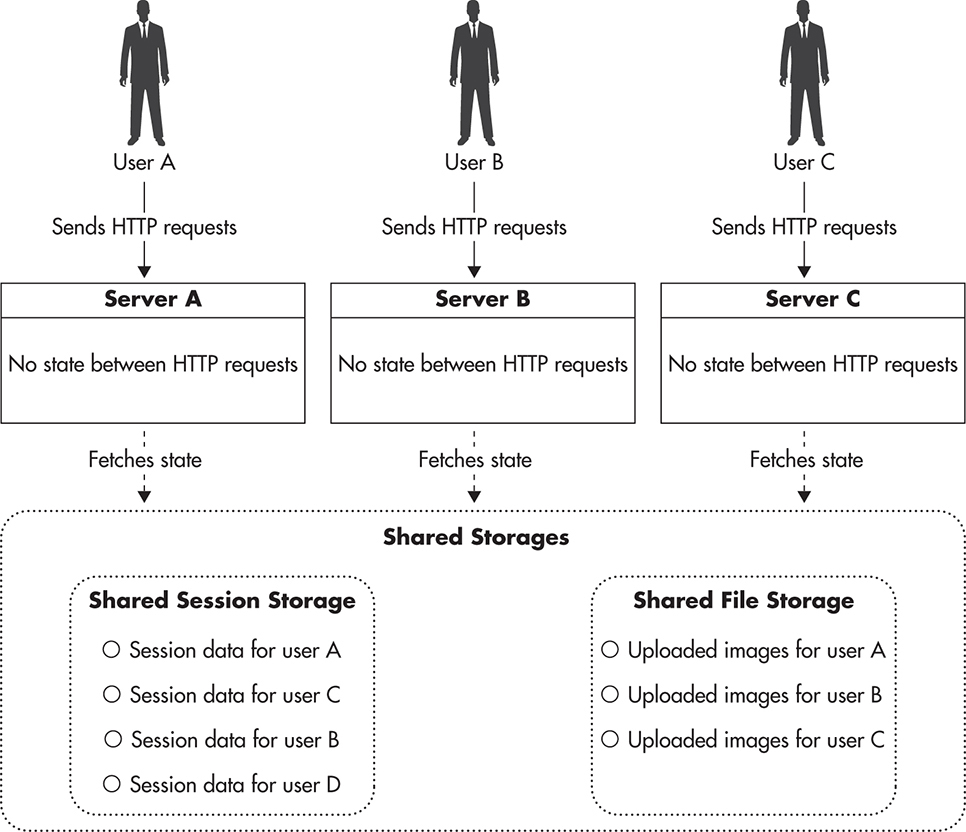 User A
User B
User C
Sends HTTP requests
Sends HTTP requests
Sends HTTP requests
Server A
Server B
Server C
No state between HTTP requests
No state between HTTP requests
No state between HTTP requests
Fetches state
Fetches state
Fetches state
Shared Storages
Shared Session Storage
Session data for user A
Session data for user C
Session data for user B
Session data for user D
Shared File Storage
Uploaded images for user A
Uploaded images for user B
Uploaded images for user C